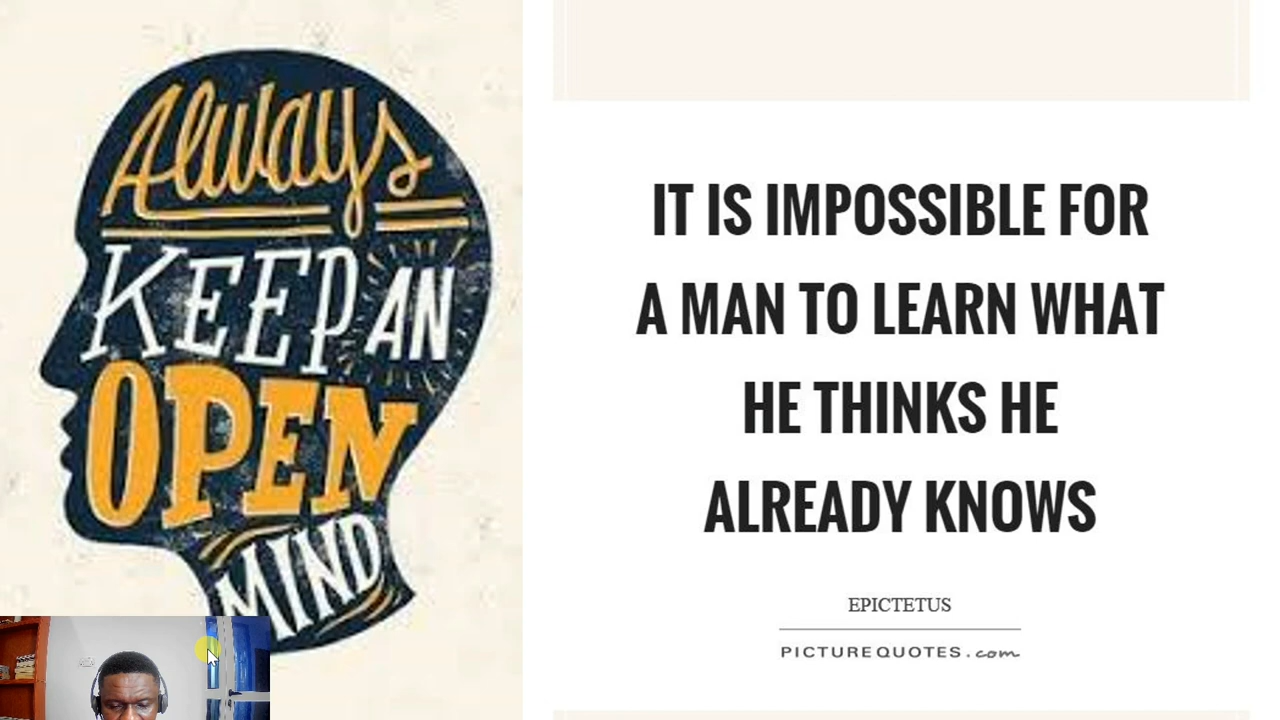 Always
KEEP AN
OPEN
MIND
IT IS IMPOSSIBLE FOR
A MAN TO LEARN WHAT
HE THINKS HE
ALREADY KNOWS
EPICTETUS
PICTUREQUOTES.com